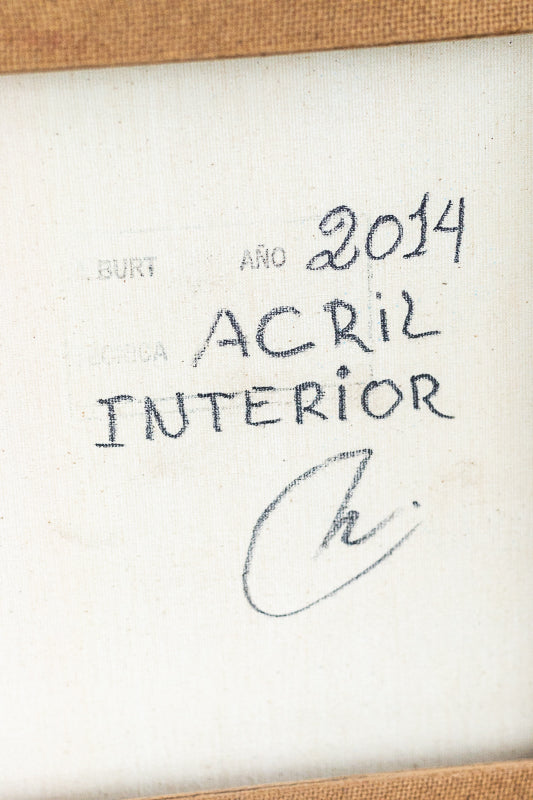 BURT AÑO 2014
ACRiL
INTERiOR